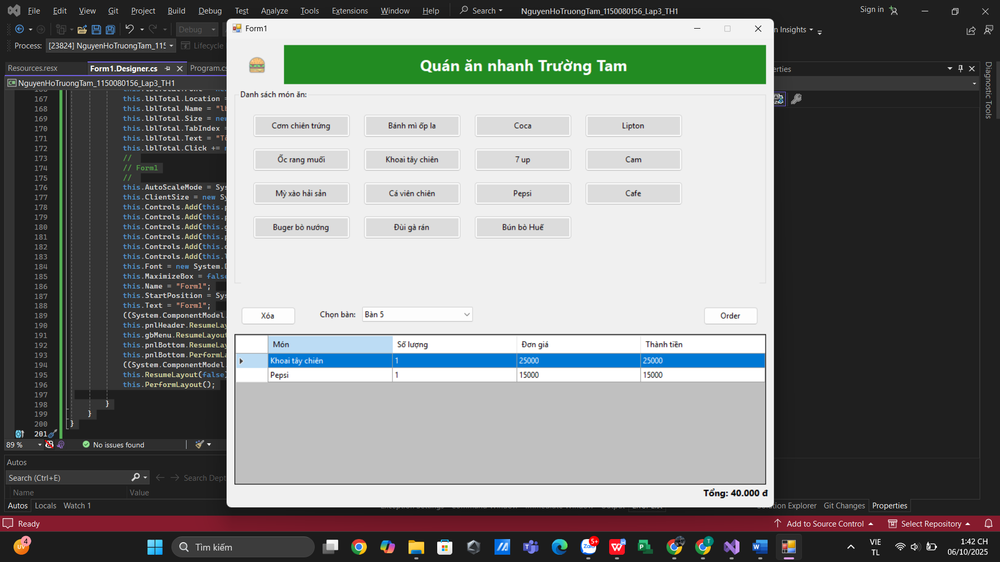 File Edit View Git Project Build Debug Test Analyze Tools Extensions Window Help Search NguyenHoTruongTam_1150080156_Lap3_TH1 Sign in
Debug
Process: [23824] NguyenHoTruongTam_115 Lifecycle
Insights
Resources.resx Form1.Designer.cs Program.cs
NguyenHoTruongTam_1150080156_Lap3_TH1
167 this.lblTotal.Location =
168 this.lblTotal.Name = "lb
169 this.lblTotal.Size = new
170 this.lblTotal.TabIndex =
171 this.lblTotal.Text =
172 this.lblTotal.Click +=
173 //
174 // Form1
175 //
176 this.AutoScaleMode = Sys
177 this.ClientSize = new Sy
178 this.Controls.Add(this.p
179 this.Controls.Add(this.p
180 this.Controls.Add(this.g
181 this.Controls.Add(this.p
182 this.Controls.Add(this.
183 this.Controls.Add(this.
184 this.Font = new System.D
185 this.MaximizeBox = false
186 this.Name = "Form1";
187 this.StartPosition = Sys
188 this.Text = "Form1";
189 ((System.ComponentModel.
190 this.pnlHeader.ResumeLay
191 this.gbMenu.ResumeLayout
192 this.pnlBottom.ResumeLay
193 this.pnlBottom.PerformLa
194 ((System.ComponentModel.
195 this.ResumeLayout(false)
196 this.PerformLayout();
197
198 }
199 }
200 }
201
89 % No issues found
Autos
Search (Ctrl+E) Search Dept
Name Value
Autos Locals Watch 1
Form1
Quán ăn nhanh Trường Tam
Danh sách món ăn:
Cơm chiên trứng Bánh mì ốp la Coca Lipton
Ốc rang muối Khoai tây chiên 7 up Cam
Mỳ xào hải sản Cá viên chiên Pepsi Cafe
Buger bò nướng Đùi gà rán Bún bò Huế
Xóa Chọn bàn: Bàn 5 Order
Món Số lượng Đơn giá Thành tiền
Khoai tây chiên 1 25000 25000
Pepsi 1 15000 15000
Tổng: 40.000 đ
erties
Diagnostic Tools
ution Explorer Git Changes Properties
Ready Add to Source Control Select Repository
4
UV
Tìm kiếm
Zalo 5+
T
VIE
TL
1:42 CH
06/10/2025